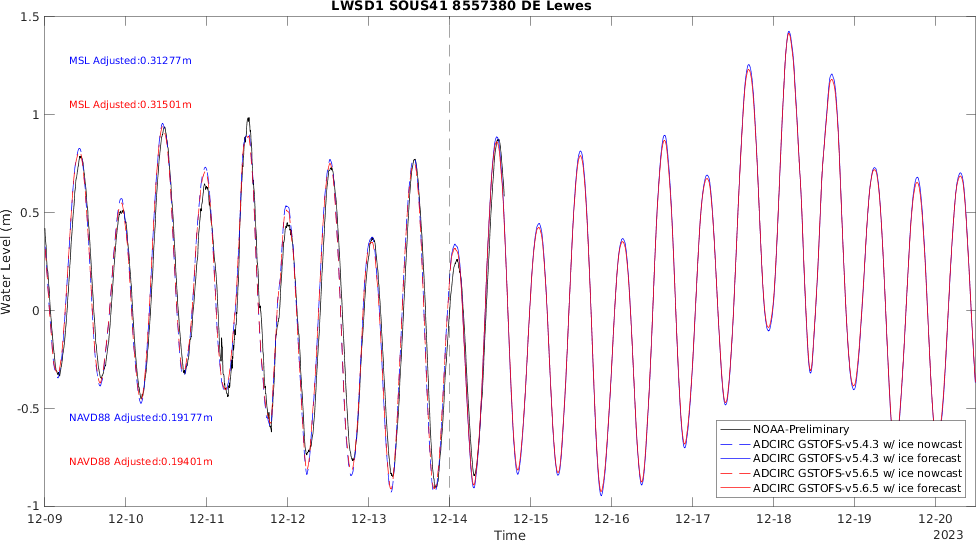 LWSD1 SOUS41 8557380 DE Lewes
1.5
1
0.5
0
-0.5
-1
Water Level (m)
MSL Adjusted:0.31277m
MSL Adjusted:0.31501m
NAVD88 Adjusted:0.19177m
NAVD88 Adjusted:0.19401m
NOAA-Preliminary
ADCIRC GSTOFS-v5.4.3 w/ ice nowcast
ADCIRC GSTOFS-v5.4.3 w/ ice forecast
ADCIRC GSTOFS-v5.6.5 w/ ice nowcast
ADCIRC GSTOFS-v5.6.5 w/ ice forecast
12-09 12-10 12-11 12-12 12-13 12-14 12-15 12-16 12-17 12-18 12-19 12-20
Time
2023